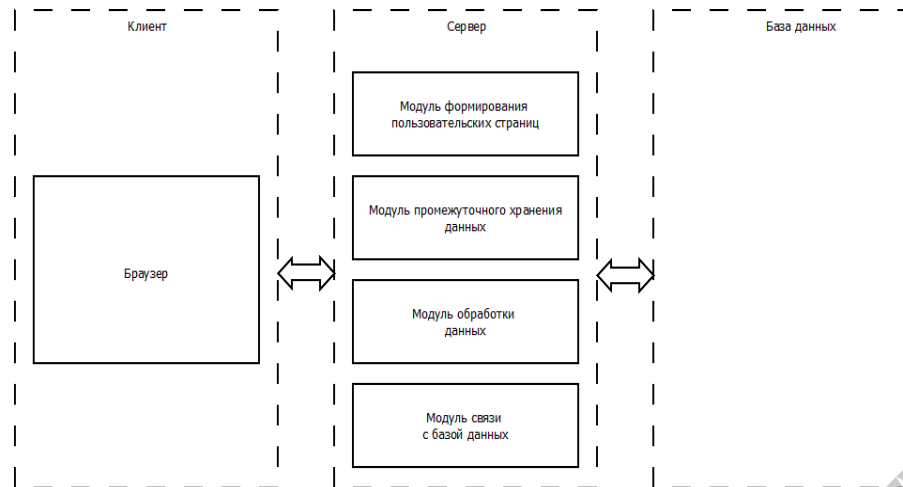 Клиент
Сервер
База данных
Модуль формирования
пользовательских страниц
Модуль промежуточного хранения
данных
Браузер
Модуль обработки
данных
Модуль связи
с базой данных